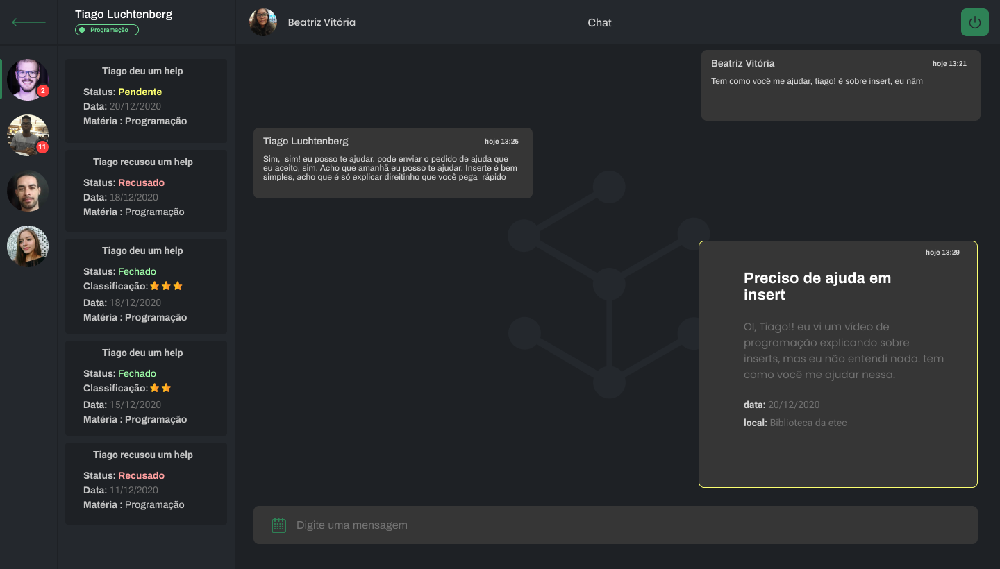 Tiago Luchtenberg
Programação
2
11
Tiago deu um help
Status: Pendente
Data: 20/12/2020
Matéria : Programação
Tiago recusou um help
Status: Recusado
Data: 18/12/2020
Matéria : Programação
Tiago deu um help
Status: Fechado
Classificação:
Data: 18/12/2020
Matéria : Programação
Tiago deu um help
Status: Fechado
Classificação:
Data: 15/12/2020
Matéria : Programação
Tiago recusou um help
Status: Recusado
Data: 11/12/2020
Matéria : Programação
Beatriz Vitória
Chat
Beatriz Vitória hoje 13:21
Tem como você me ajudar, tiago! é sobre insert, eu nãm
Tiago Luchtenberg hoje 13:25
Sim,  sim! eu posso te ajudar. pode enviar o pedido de ajuda que
eu aceito, sim. Acho que amanhã eu posso te ajudar. Inserte é bem
simples, acho que é só explicar direitinho que você pega  rápido
hoje 13:29
Preciso de ajuda em
insert
OI, Tiago!! eu vi um vídeo de
programação explicando sobre
inserts, mas eu não entendi nada. tem
como você me ajudar nessa.
data: 20/12/2020
local: Biblioteca da etec
Digite uma mensagem